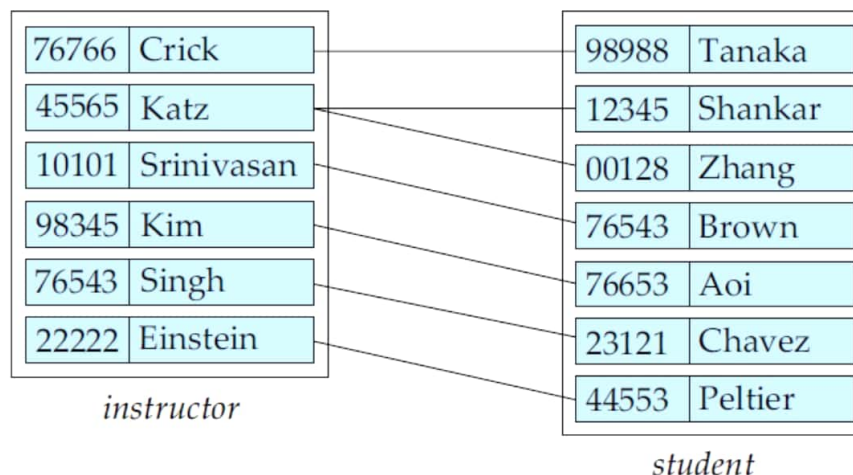 76766 Crick
45565 Katz
10101 Srinivasan
98345 Kim
76543 Singh
22222 Einstein
instructor
98988 Tanaka
12345 Shankar
00128 Zhang
76543 Brown
76653 Aoi
23121 Chavez
44553 Peltier
student